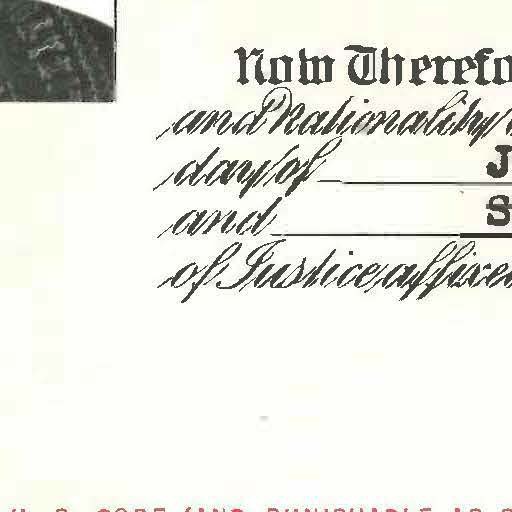 Now Therefo
and Nationality
day of J
and S
of Justice, affixed
U. S. CODE (AND PUNISHABLE AS